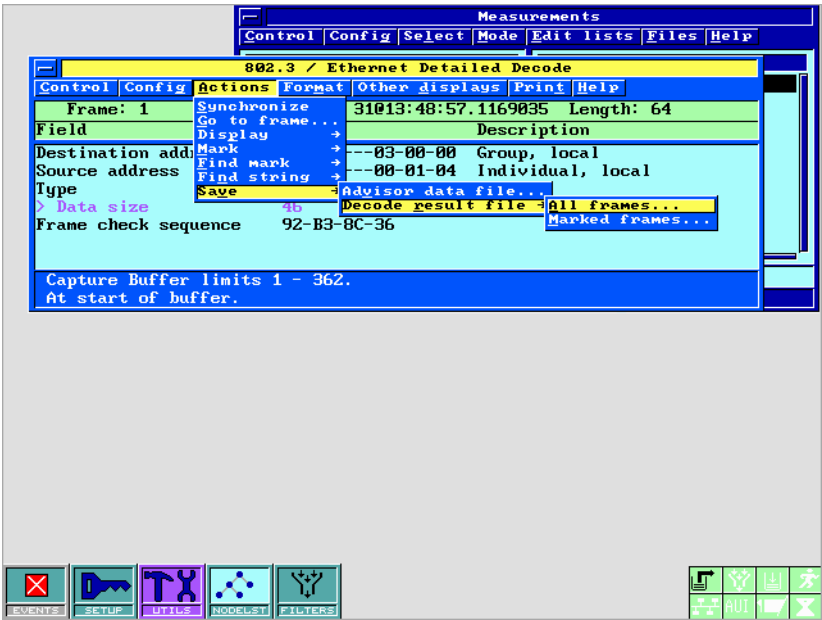 Measurements
Control Config Select Mode Edit lists Files Help
802.3 / Ethernet Detailed Decode
Control Config Actions Format Other displays Print Help
Frame: 1 31@13:48:57.1169035 Length: 64
Field Description
Synchronize
Go to frame...
Display →
Mark →
Find mark →
Find string →
Save →
Destination add ---03-00-00 Group, local
Source address ---00-01-04 Individual, local
Type
> Data size 46
Frame check sequence 92-B3-8C-36
Advisor data file...
Decode result file →
All frames...
Marked frames...
Capture Buffer limits 1 - 362.
At start of buffer.
EVENTS SETUP UTILS NODELST FILTERS
AUI